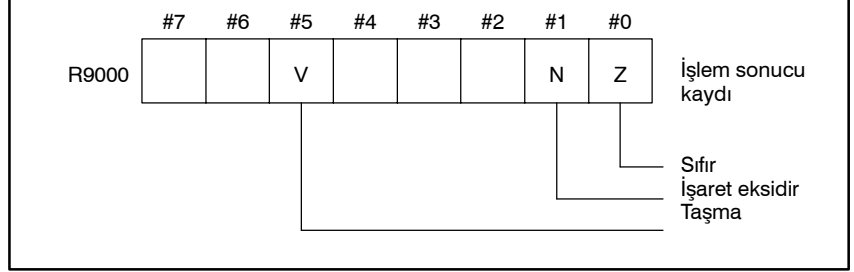 #7 #6 #5 #4 #3 #2 #1 #0
R9000 V N Z İşlem sonucu
kaydı
Sıfır
İşaret eksidir
Taşma